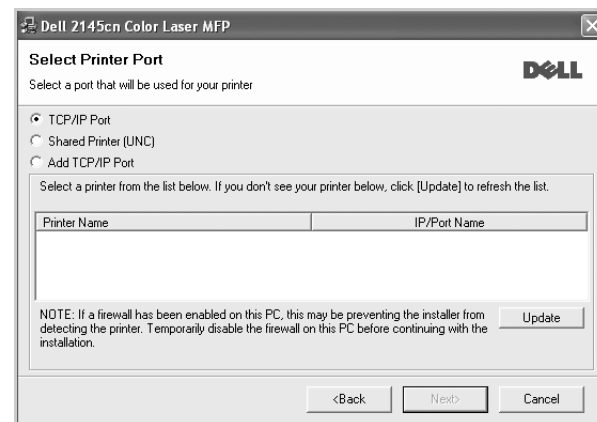 Dell 2145cn Color Laser MFP
Select Printer Port
Select a port that will be used for your printer
DELL
TCP/IP Port
Shared Printer (UNC)
Add TCP/IP Port
Select a printer from the list below. If you don't see your printer below, click [Update] to refresh the list.
Printer Name IP/Port Name
NOTE: If a firewall has been enabled on this PC, this may be preventing the installer from
detecting the printer. Temporarily disable the firewall on this PC before continuing with the
installation.
Update
<Back Next> Cancel